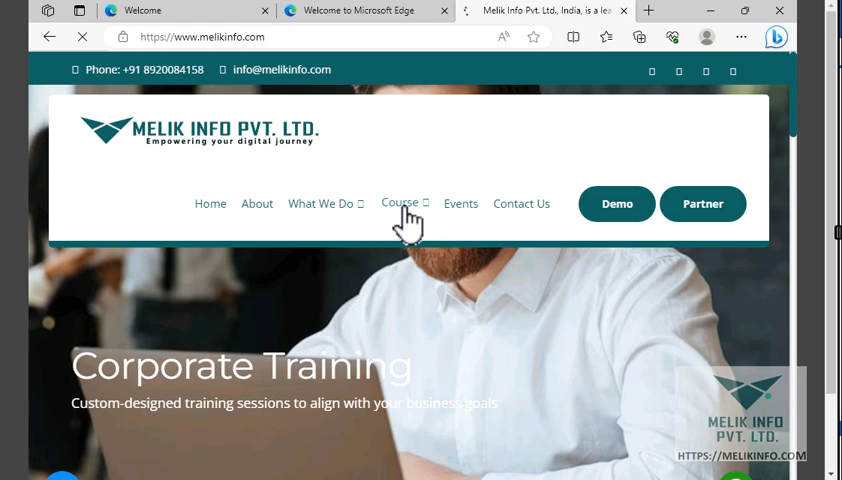 Welcome
Welcome to Microsoft Edge
Melik Info Pvt. Ltd., India, is a lea
https://www.melikinfo.com
Phone: +91 8920084158
info@melikinfo.com
MELIK INFO PVT. LTD.
Empowering your digital journey
Home
About
What We Do
Course
Events
Contact Us
Demo
Partner
Corporate Training
Custom-designed training sessions to align with your business goals
MELIK INFO
PVT. LTD.
HTTPS://MELIKINFO.COM